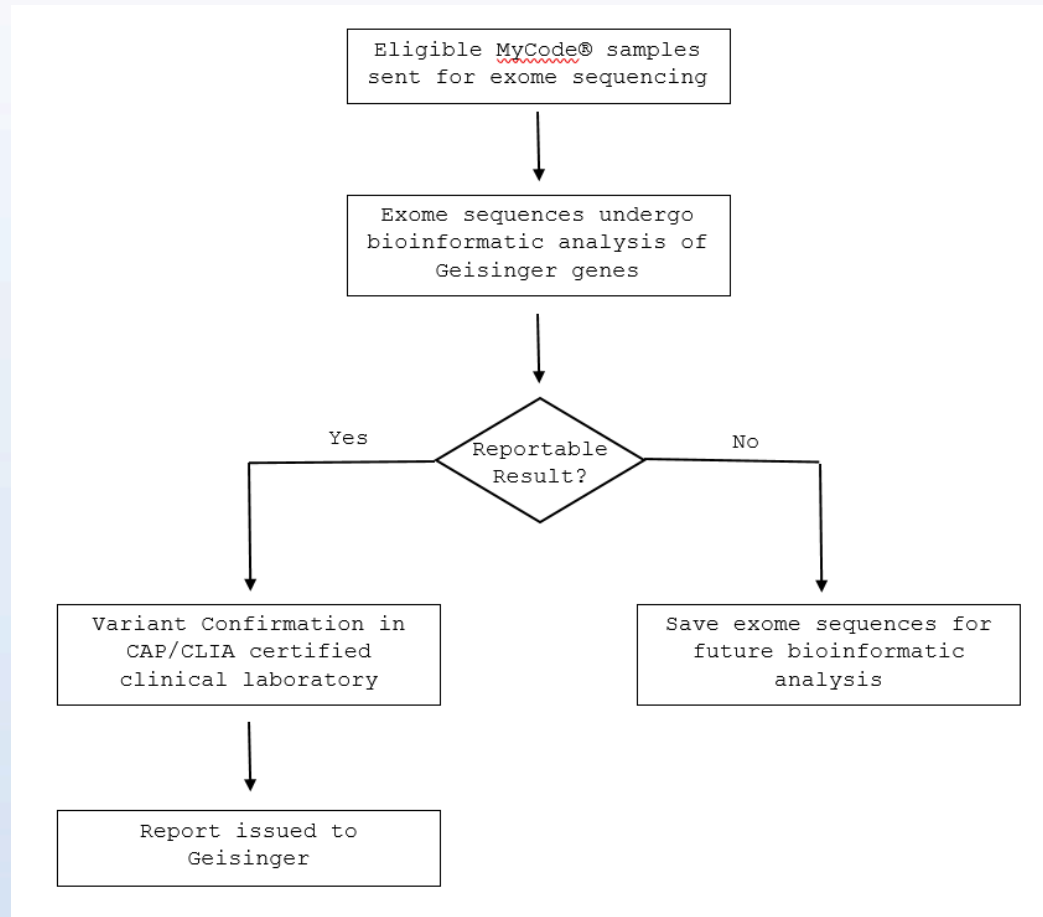 Eligible MyCode® samples
sent for exome sequencing
Exome sequences undergo
bioinformatic analysis of
Geisinger genes
Reportable
Result?
Yes
No
Variant Confirmation in
CAP/CLIA certified
clinical laboratory
Save exome sequences for
future bioinformatic
analysis
Report issued to
Geisinger